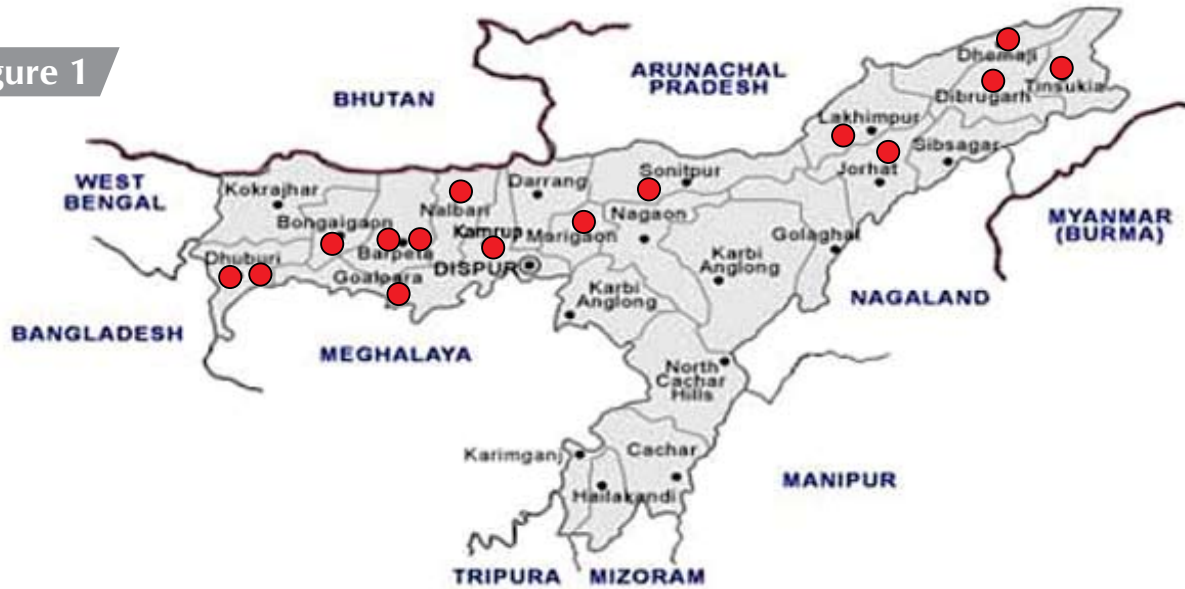 gure 1
BHUTAN
ARUNACHAL
PRADESH
WEST
BENGAL
BANGLADESH
MEGHALAYA
MYANMAR
(BURMA)
NAGALAND
MANIPUR
TRIPURA
MIZORAM
Dhemaji
Dibrugarh
Tinsukia
Lakhimpur
Sibsagar
Jorhat
Sonitpur
Darrang
Kokrajhar
Nalbari
Bongaigaon
Kamrup
Marigaon
Nagaon
Golaghat
Barpeta
Dhuburi
DISPUR
Goalpara
Karbi
Anglong
Karbi
Anglong
North
Cachar
Hills
Karimganj
Cachar
Hailakandi